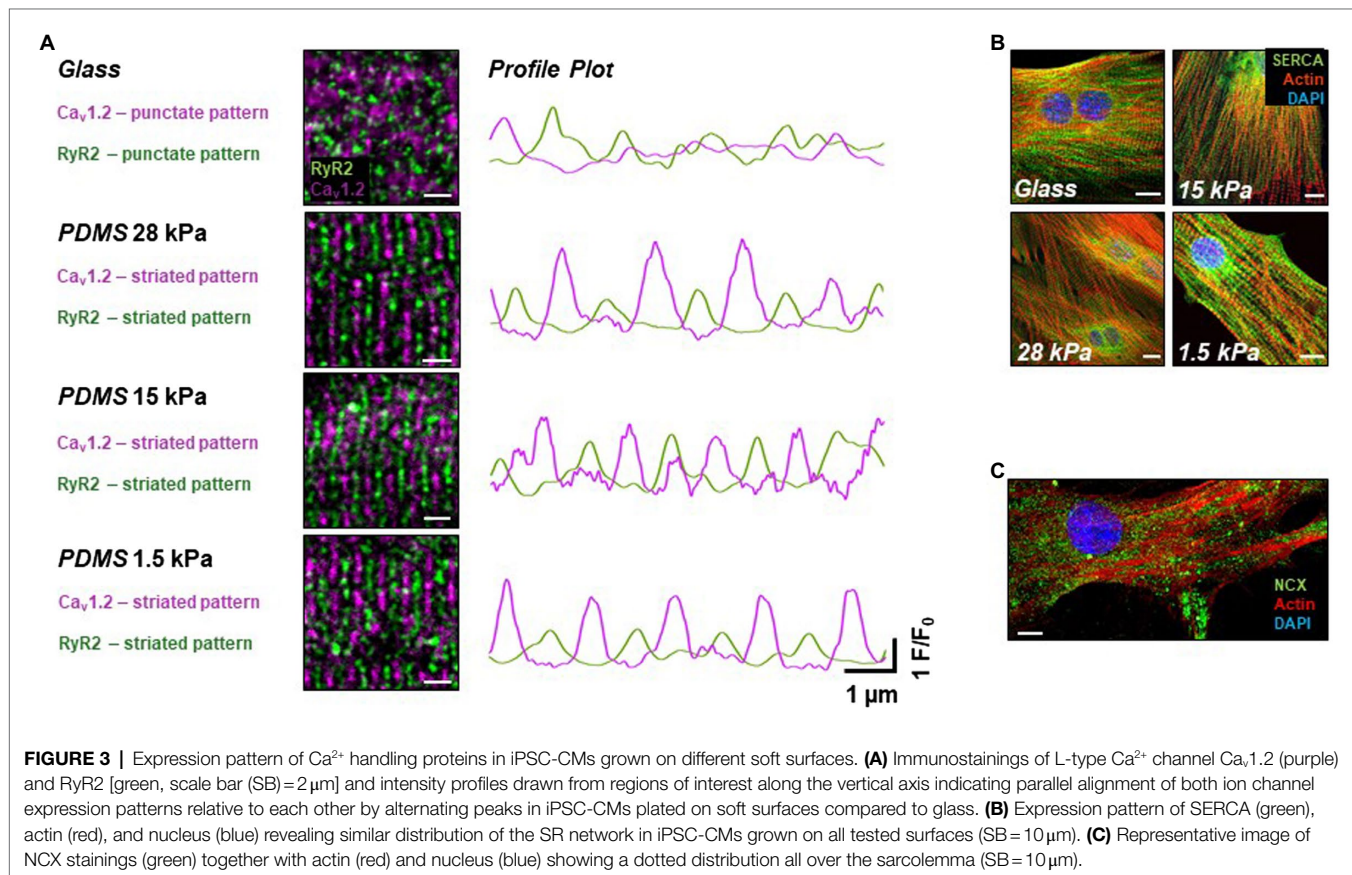 A
Glass
Profile Plot
Caᵥ1.2 – punctate pattern
RyR2 – punctate pattern
RyR2
Caᵥ1.2
PDMS 28 kPa
Caᵥ1.2 – striated pattern
RyR2 – striated pattern
PDMS 15 kPa
Caᵥ1.2 – striated pattern
RyR2 – striated pattern
PDMS 1.5 kPa
Caᵥ1.2 – striated pattern
RyR2 – striated pattern
1 F/F₀
1 µm
B
SERCA
Actin
DAPI
Glass
15 kPa
28 kPa
1.5 kPa
C
NCX
Actin
DAPI
FIGURE 3 | Expression pattern of Ca²⁺ handling proteins in iPSC-CMs grown on different soft surfaces. (A) Immunostainings of L-type Ca²⁺ channel Caᵥ1.2 (purple)
and RyR2 [green, scale bar (SB) = 2 µm] and intensity profiles drawn from regions of interest along the vertical axis indicating parallel alignment of both ion channel
expression patterns relative to each other by alternating peaks in iPSC-CMs plated on soft surfaces compared to glass. (B) Expression pattern of SERCA (green),
actin (red), and nucleus (blue) revealing similar distribution of the SR network in iPSC-CMs grown on all tested surfaces (SB = 10 µm). (C) Representative image of
NCX stainings (green) together with actin (red) and nucleus (blue) showing a dotted distribution all over the sarcolemma (SB = 10 µm).